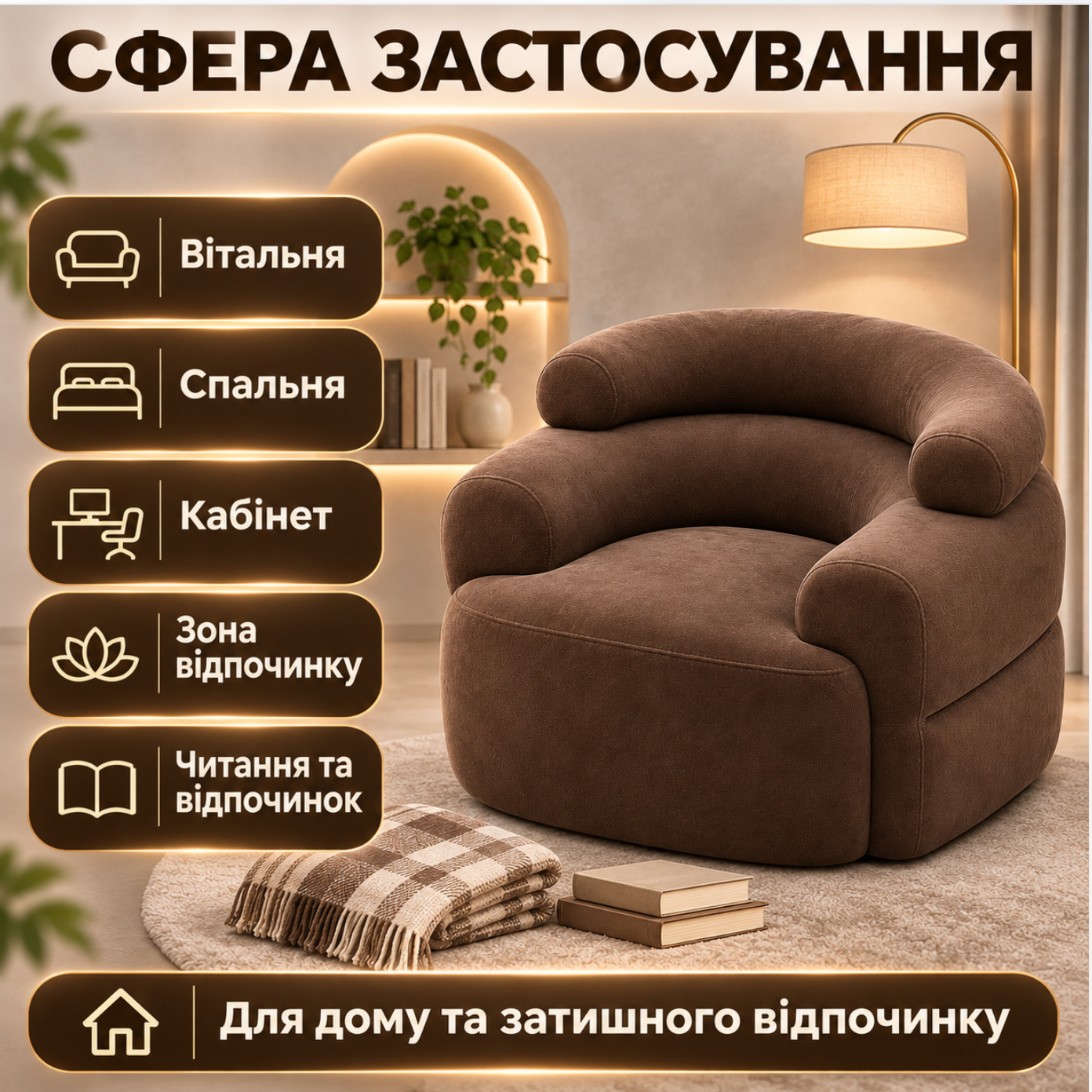 СФЕРА ЗАСТОСУВАННЯ
Вітальня
Спальня
Кабінет
Зона
відпочинку
Читання та
відпочинок
Для дому та затишного відпочинку